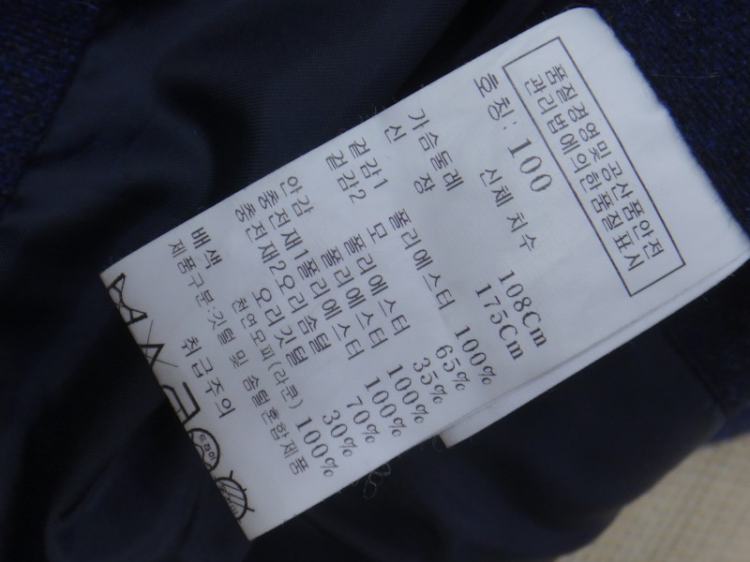 품질경영및 공산품안전
관리법에의한품질표시
호칭: 100
신체 치수
가슴둘레 108Cm
신 장 175Cm
겉감1 폴리에스터 100%
겉감2 모 65%
폴리에스터 35%
안감 폴리에스터 100%
충전재1 폴리에스터 100%
충전재2 오리솜털 70%
오리깃털 30%
배색 천연모피(라쿤) 100%
제품구분:깃털 및 솜털혼합제품
취급주의